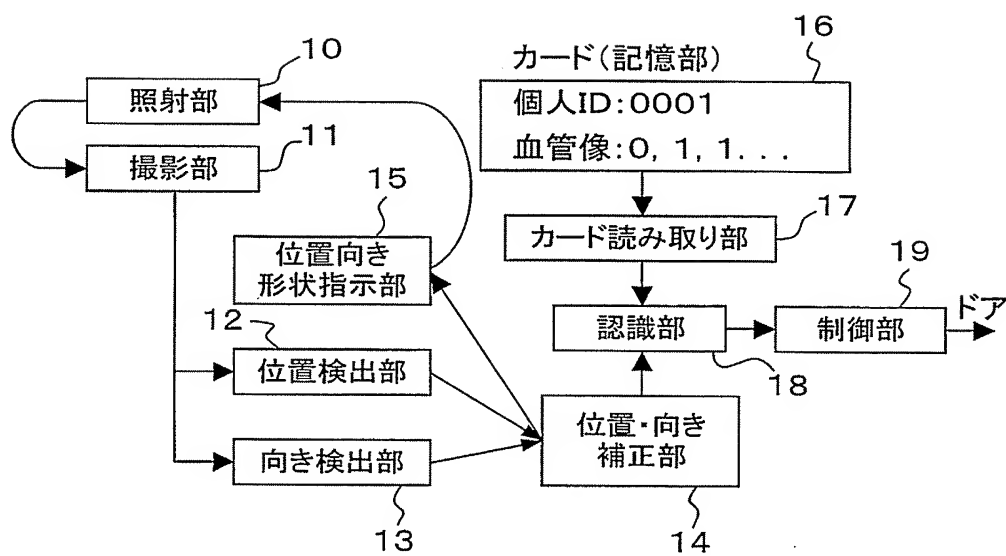 16
カード(記憶部)
個人ID:0001
血管像:0, 1, 1. . .
10
照射部
11
撮影部
15
位置向き
形状指示部
17
カード読み取り部
12
位置検出部
認識部
18
19
制御部
ドア
向き検出部
13
位置・向き
補正部
14